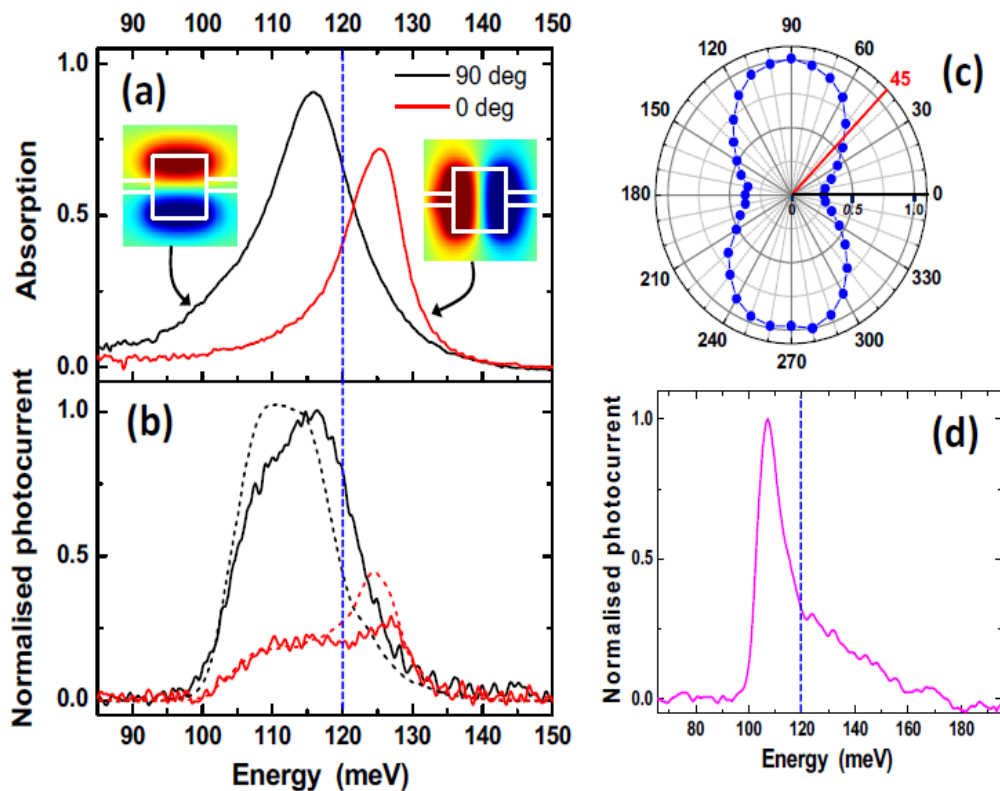 90 100 110 120 130 140 150
1.0
0.5
0.0
Absorption
(a)
90 deg
0 deg
1.0
0.5
0.0
Normalised photocurrent
(b)
90 100 110 120 130 140 150
Energy (meV)
90
120 60
(c)
45
150 30
180 0
0 0.5 1.0
210 330
240 300
270
1.0
0.5
0.0
Normalised photocurrent
(d)
80 100 120 140 160 180
Energy (meV)